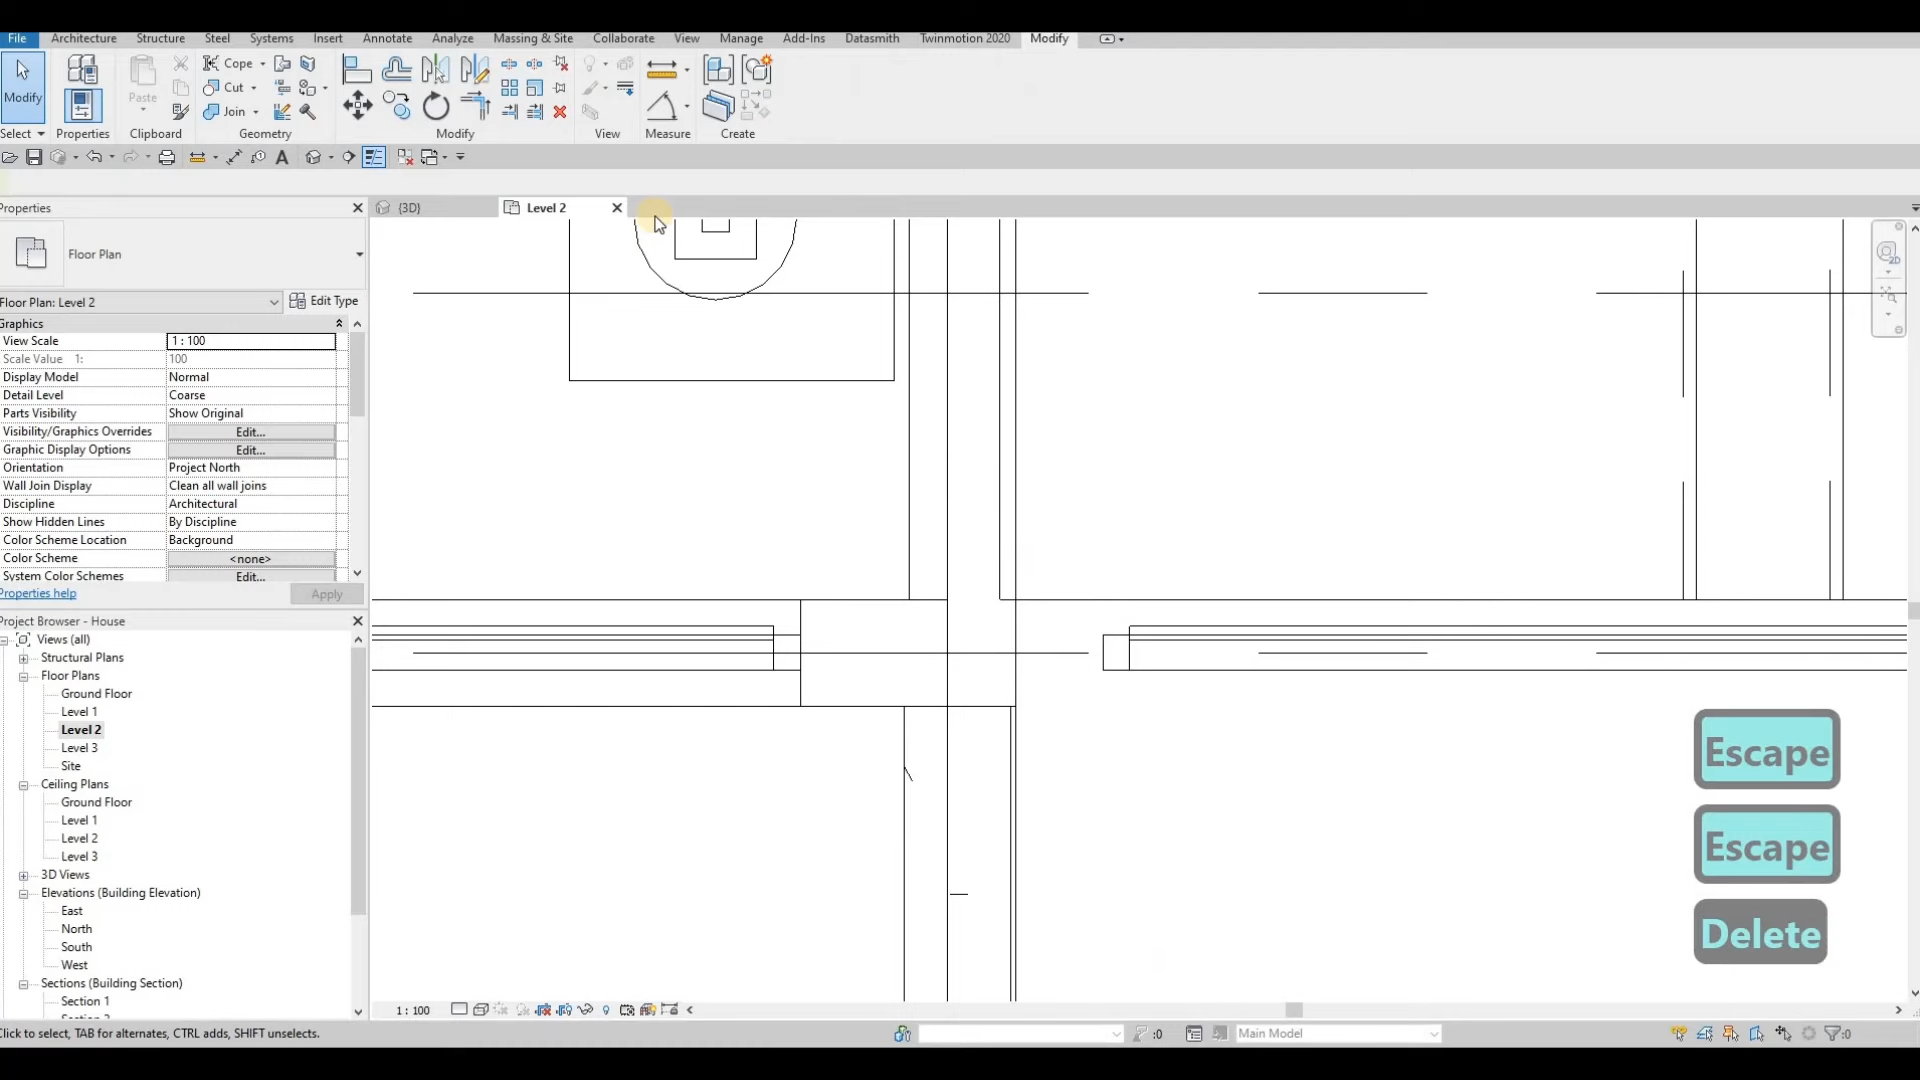 File Architecture Structure Steel Systems Insert Annotate Analyze Massing & Site Collaborate View Manage Add-Ins Datasmith Twinmotion 2020 Modify
Modify
Paste
Cope
Cut
Join
Select Properties Clipboard Geometry Modify View Measure Create
Properties
{3D}
Level 2
Floor Plan
Floor Plan: Level 2
Edit Type
Graphics
View Scale 1 : 100
Scale Value 1: 100
Display Model Normal
Detail Level Coarse
Parts Visibility Show Original
Visibility/Graphics Overrides Edit...
Graphic Display Options Edit...
Orientation Project North
Wall Join Display Clean all wall joins
Discipline Architectural
Show Hidden Lines By Discipline
Color Scheme Location Background
Color Scheme <none>
System Color Schemes Edit...
Properties help
Apply
Project Browser - House
Views (all)
Structural Plans
Floor Plans
Ground Floor
Level 1
Level 2
Level 3
Site
Ceiling Plans
Ground Floor
Level 1
Level 2
Level 3
3D Views
Elevations (Building Elevation)
East
North
South
West
Sections (Building Section)
Section 1
2D
Escape
Escape
Delete
1 : 100
Click to select, TAB for alternates, CTRL adds, SHIFT unselects.
:0
Main Model
:0